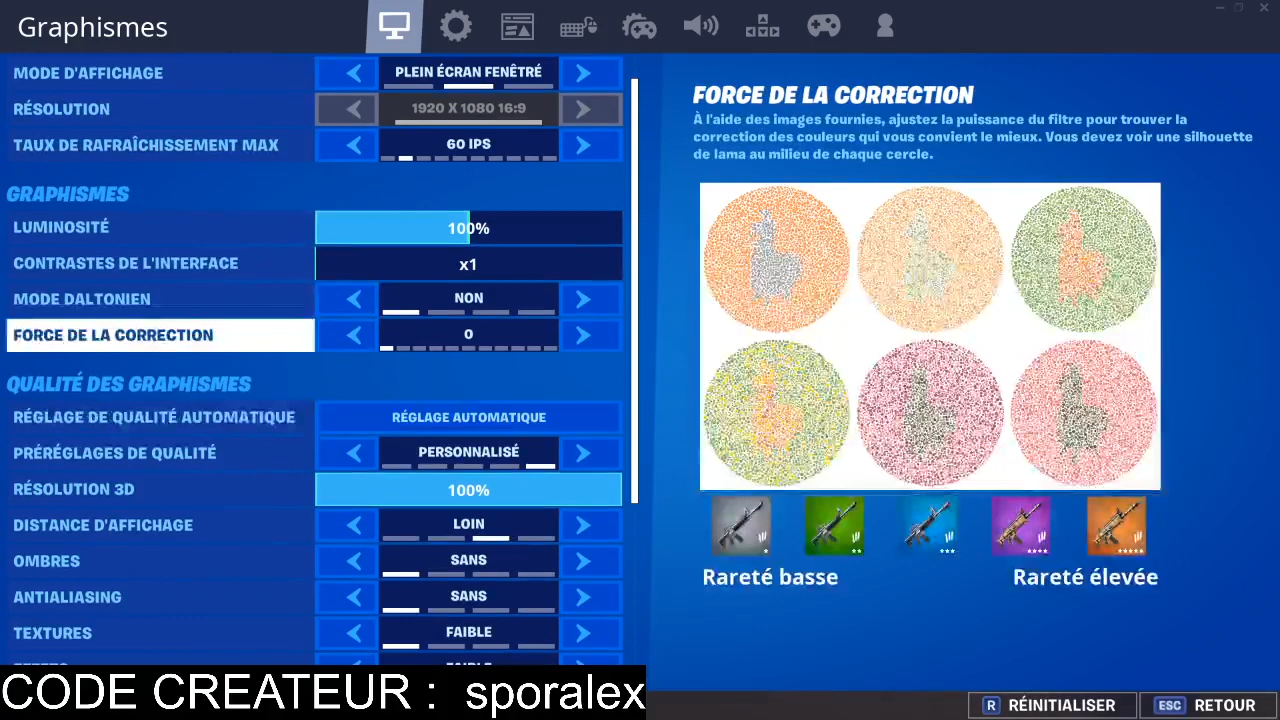 Graphismes
MODE D'AFFICHAGE
PLEIN ÉCRAN FENÊTRÉ
RÉSOLUTION
1920 X 1080 16:9
TAUX DE RAFRAÎCHISSEMENT MAX
60 IPS
GRAPHISMES
LUMINOSITÉ
100%
CONTRASTES DE L'INTERFACE
x1
MODE DALTONIEN
NON
FORCE DE LA CORRECTION
0
QUALITÉ DES GRAPHISMES
RÉGLAGE DE QUALITÉ AUTOMATIQUE
RÉGLAGE AUTOMATIQUE
PRÉRÉGLAGES DE QUALITÉ
PERSONNALISÉ
RÉSOLUTION 3D
100%
DISTANCE D'AFFICHAGE
LOIN
OMBRES
SANS
ANTIALIASING
SANS
TEXTURES
FAIBLE
FORCE DE LA CORRECTION
À l'aide des images fournies, ajustez la puissance du filtre pour trouver la
correction des couleurs qui vous convient le mieux. Vous devez voir une silhouette
de lama au milieu de chaque cercle.
Rareté basse
Rareté élevée
CODE CREATEUR : sporalex
R RÉINITIALISER
ESC RETOUR